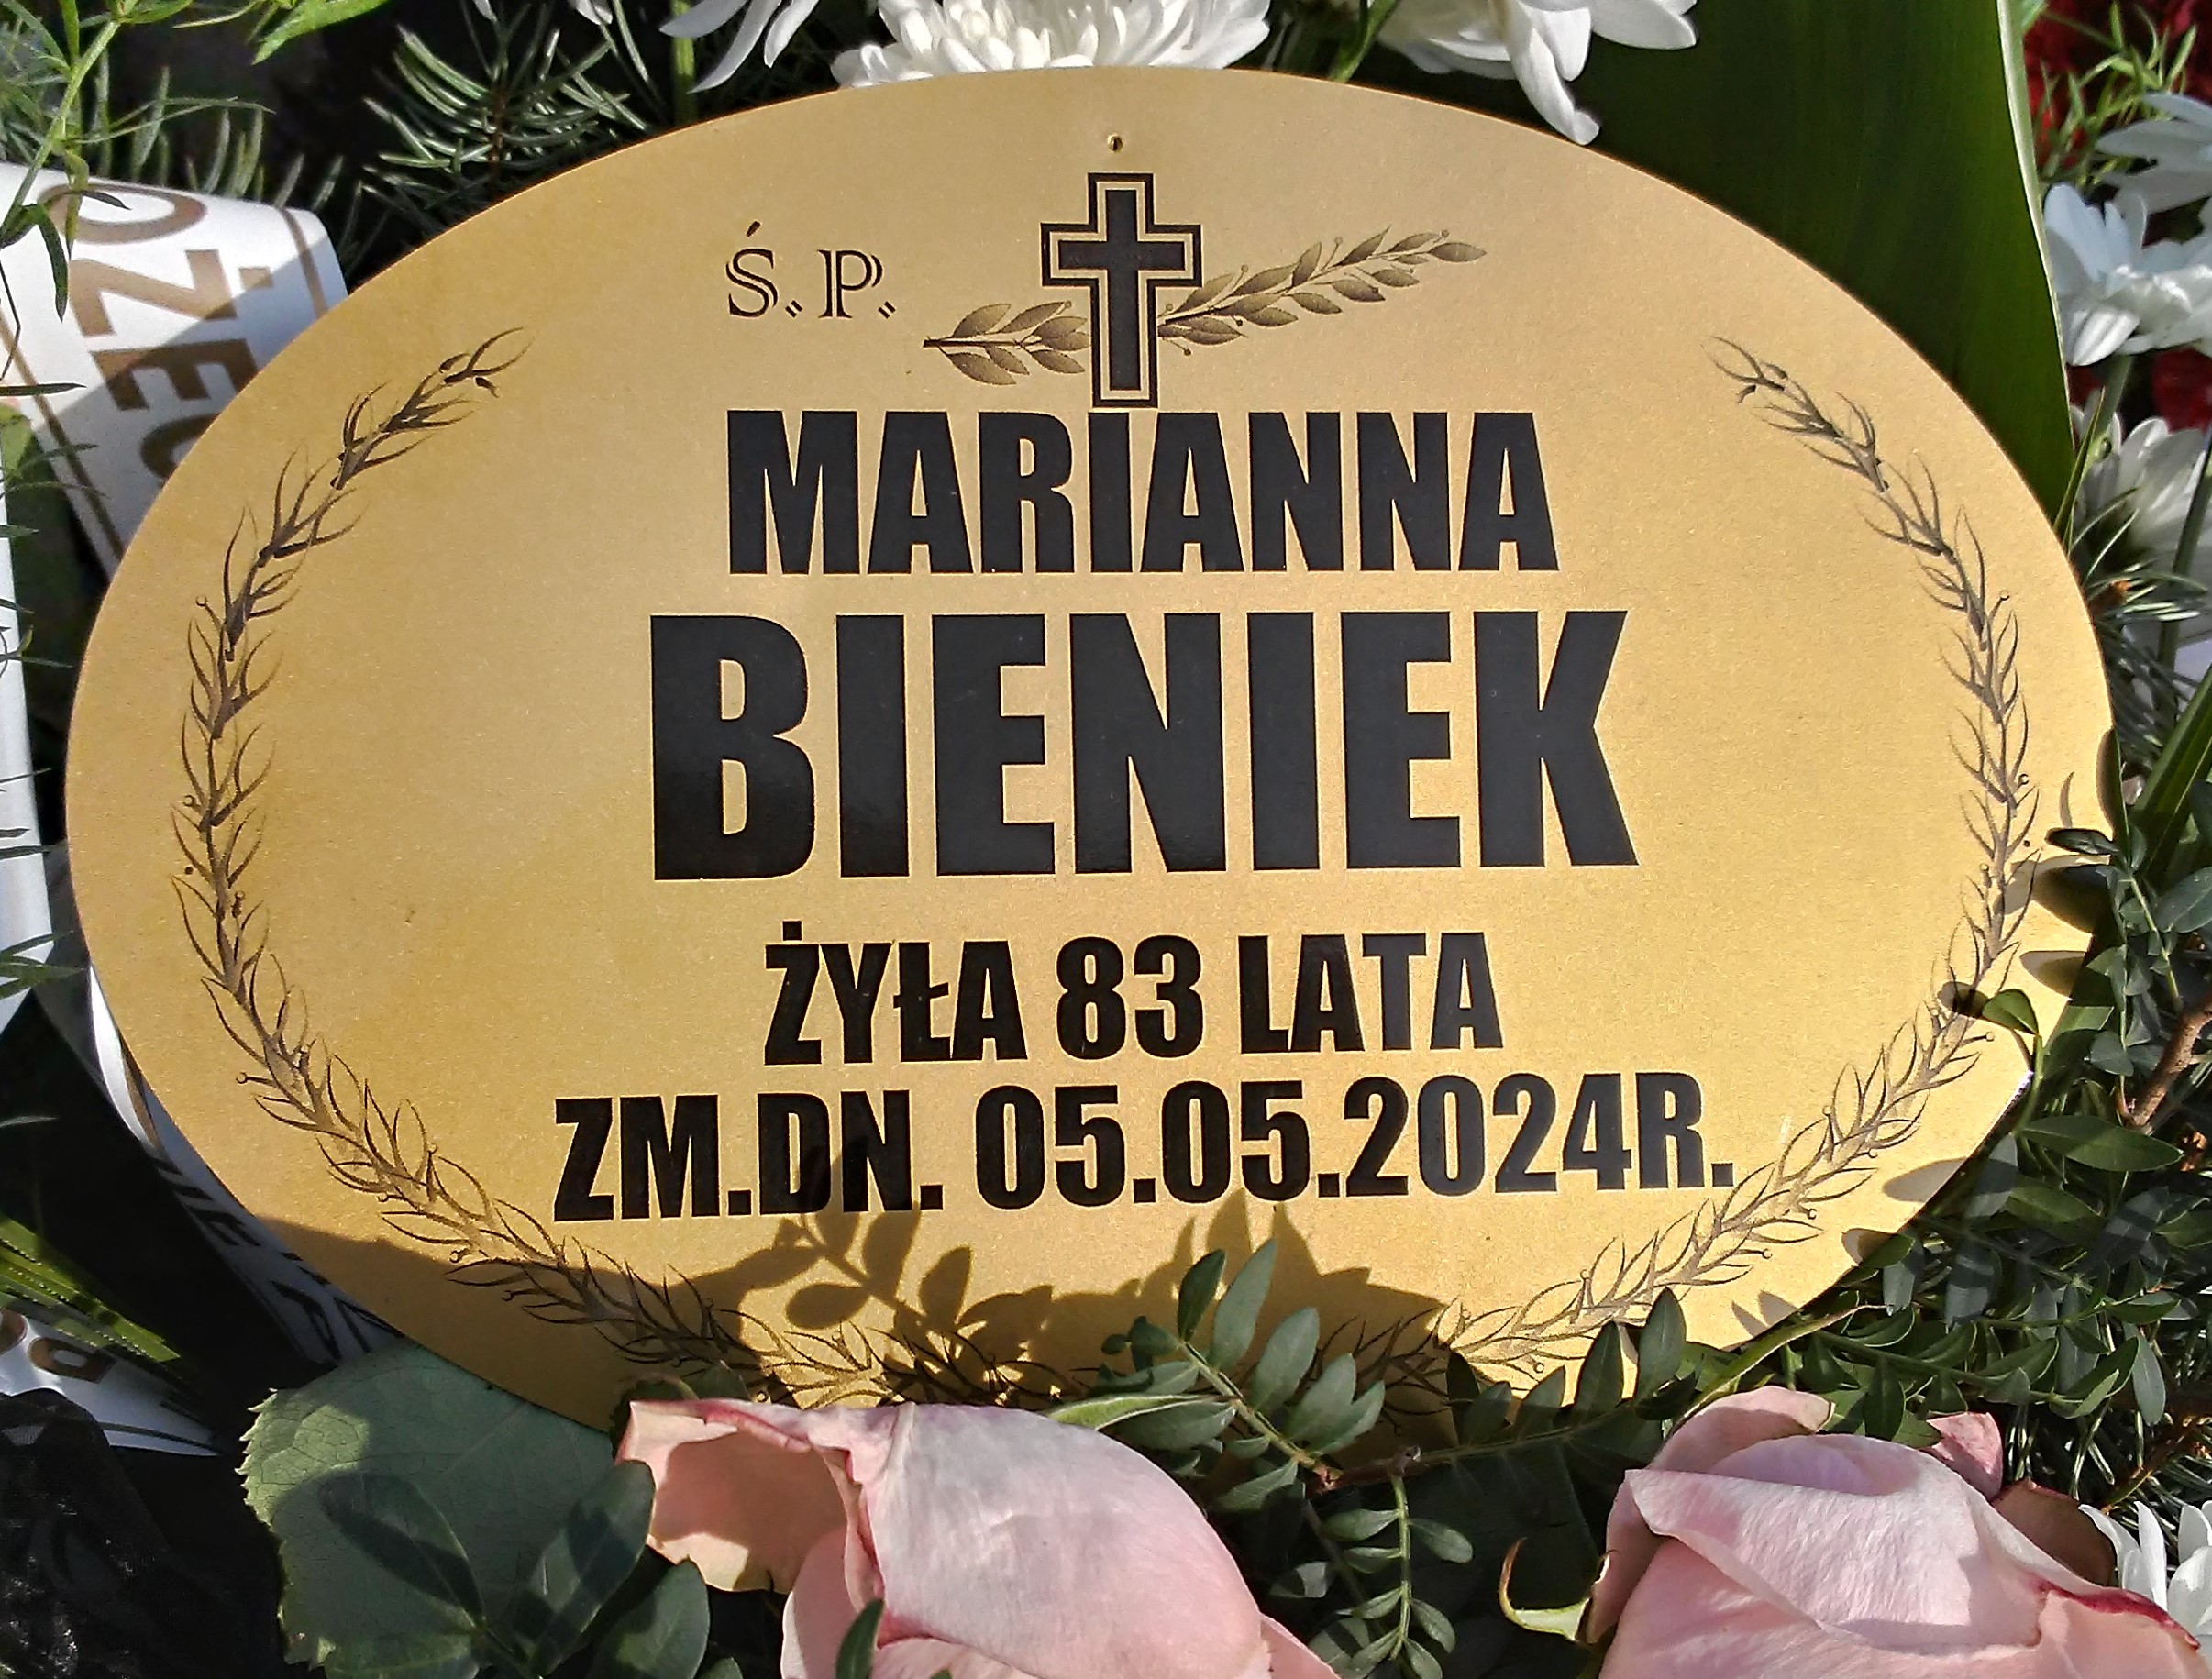 Ś.P.
MARIANNA
BIENIEK
ŻYŁA 83 LATA
ZM.DN. 05.05.2024R.